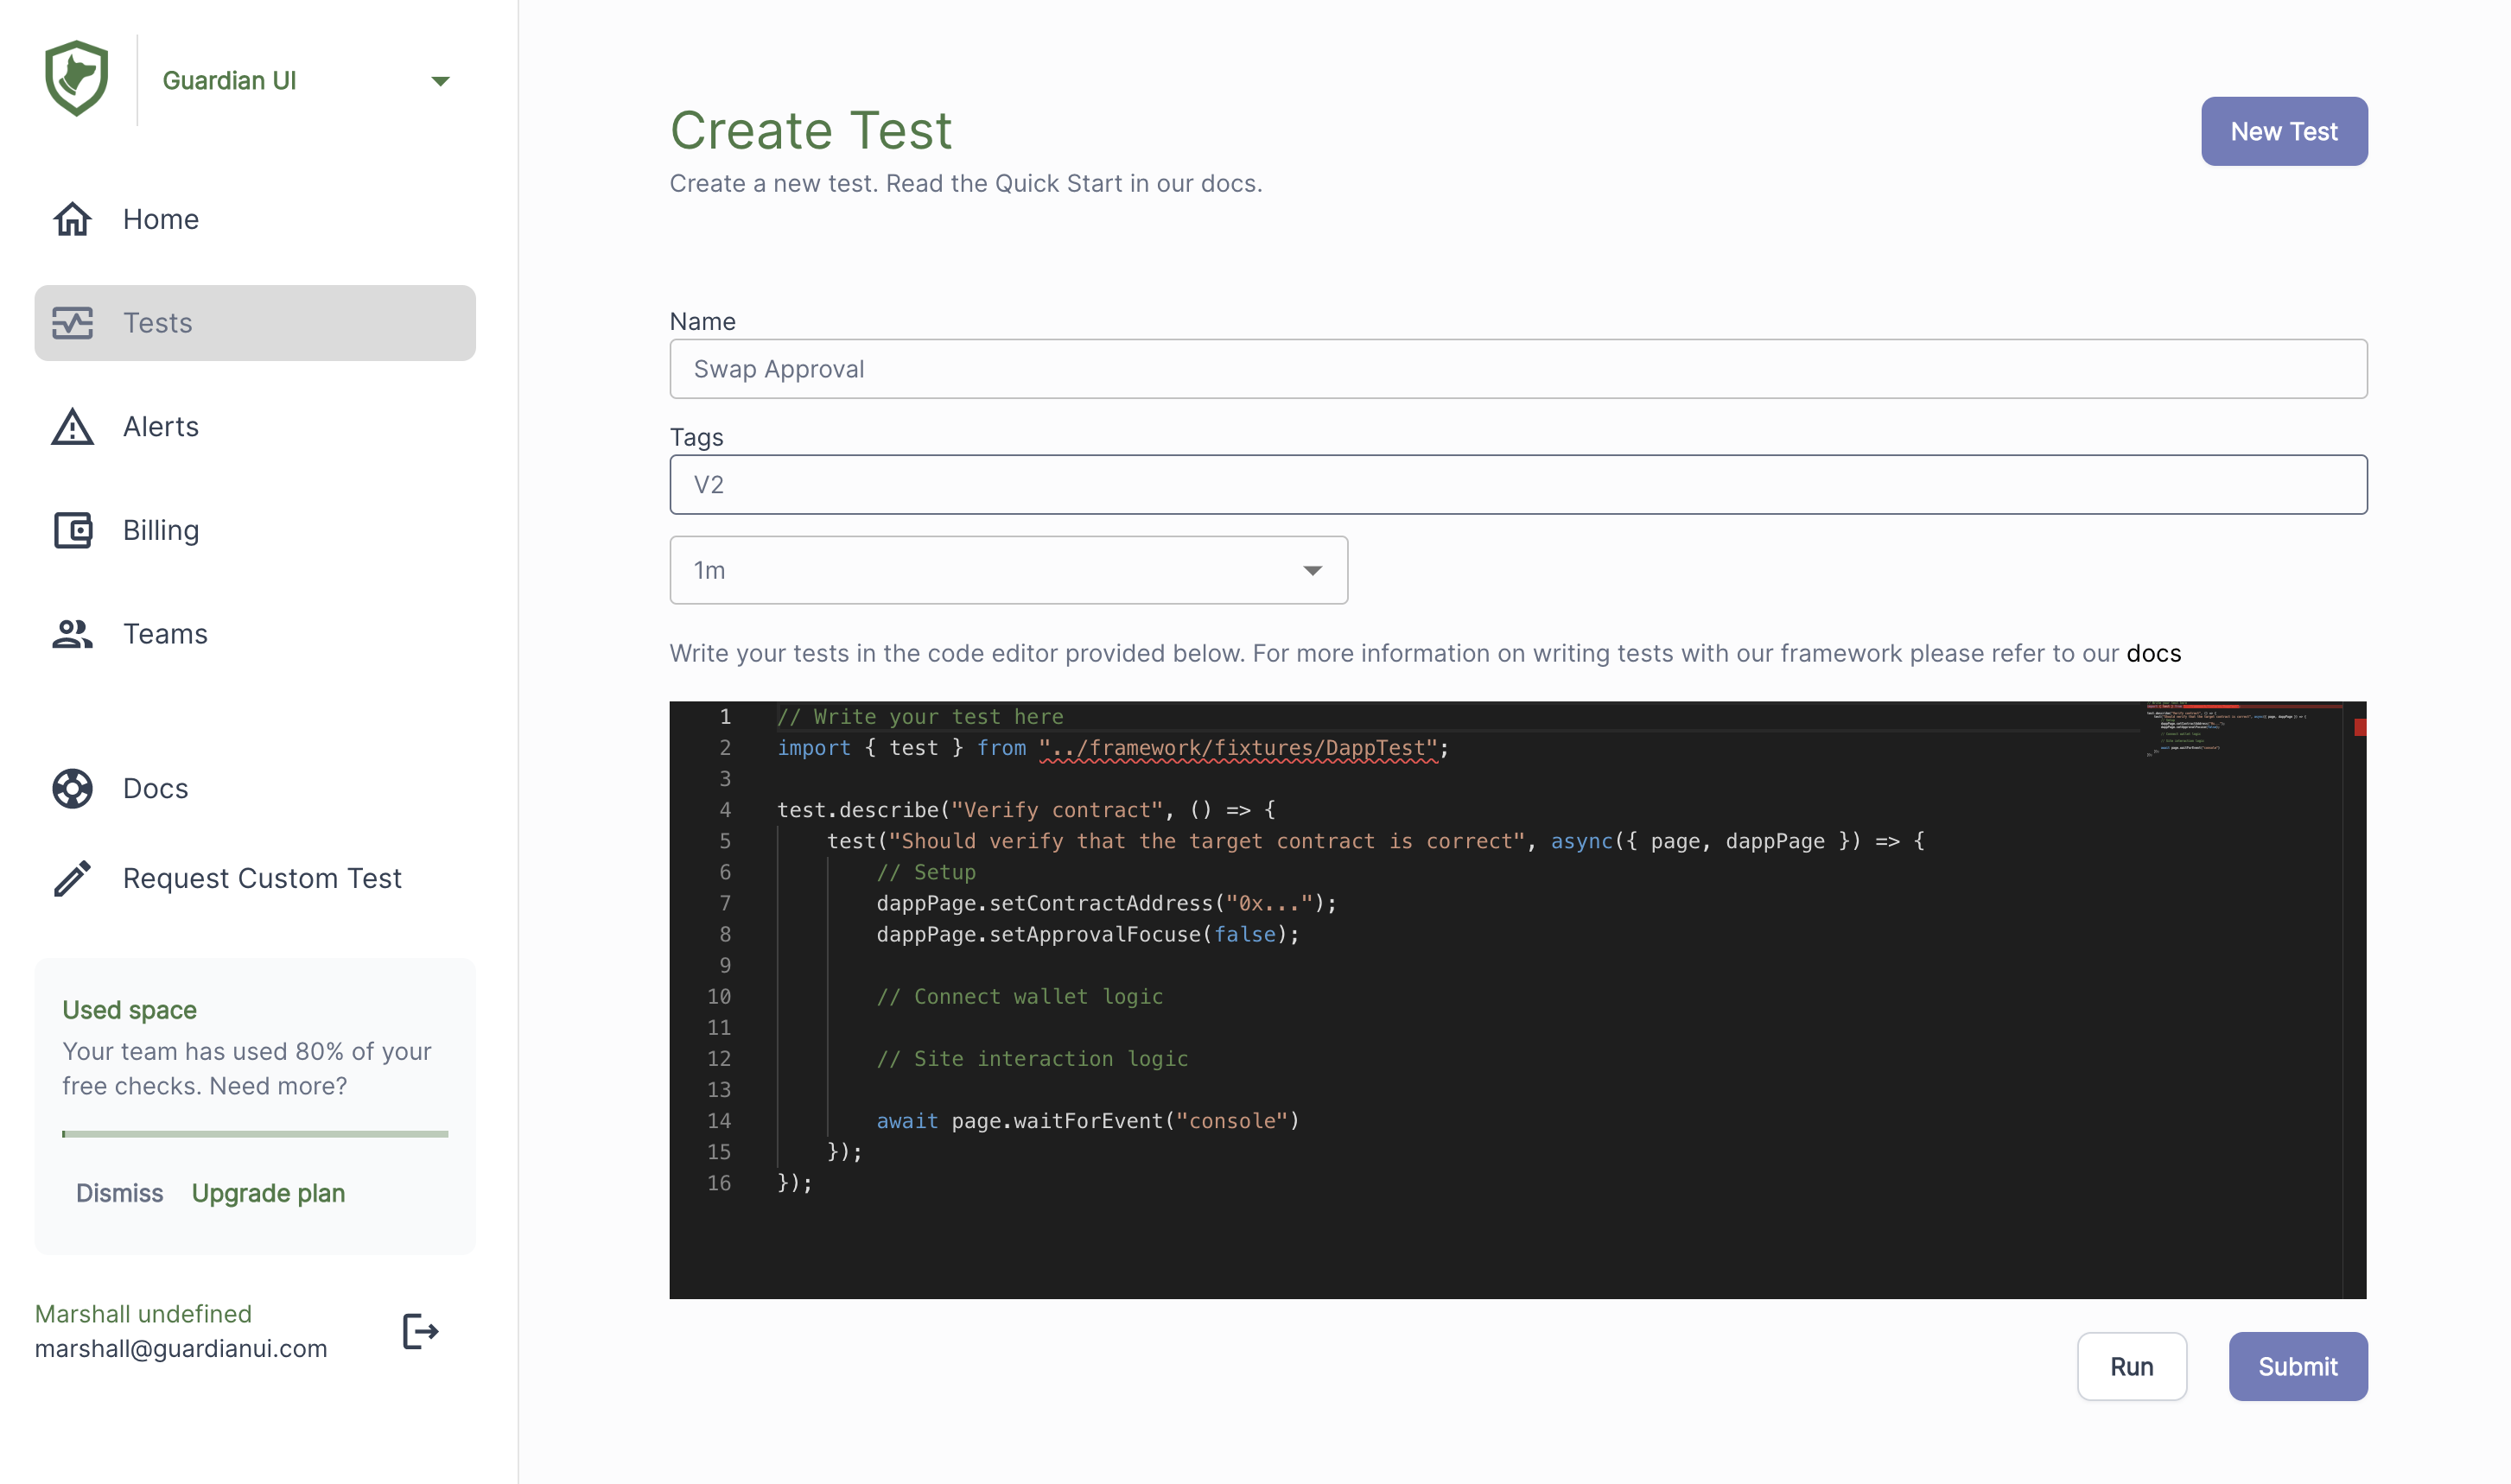 Guardian UI
Home
Tests
Alerts
Billing
Teams
Docs
Request Custom Test
Used space
Your team has used 80% of your
free checks. Need more?
Dismiss Upgrade plan
Marshall undefined
marshall@guardianui.com
Create Test
Create a new test. Read the Quick Start in our docs.
New Test
Name
Swap Approval
Tags
V2
1m
Write your tests in the code editor provided below. For more information on writing tests with our framework please refer to our docs
1 // Write your test here
2 import { test } from "../framework/fixtures/DappTest";
3
4 test.describe("Verify contract", () => {
5 test("Should verify that the target contract is correct", async({ page, dappPage }) => {
6 // Setup
7 dappPage.setContractAddress("0x...");
8 dappPage.setApprovalFocuse(false);
9
10 // Connect wallet logic
11
12 // Site interaction logic
13
14 await page.waitForEvent("console")
15 });
16 });
Run
Submit